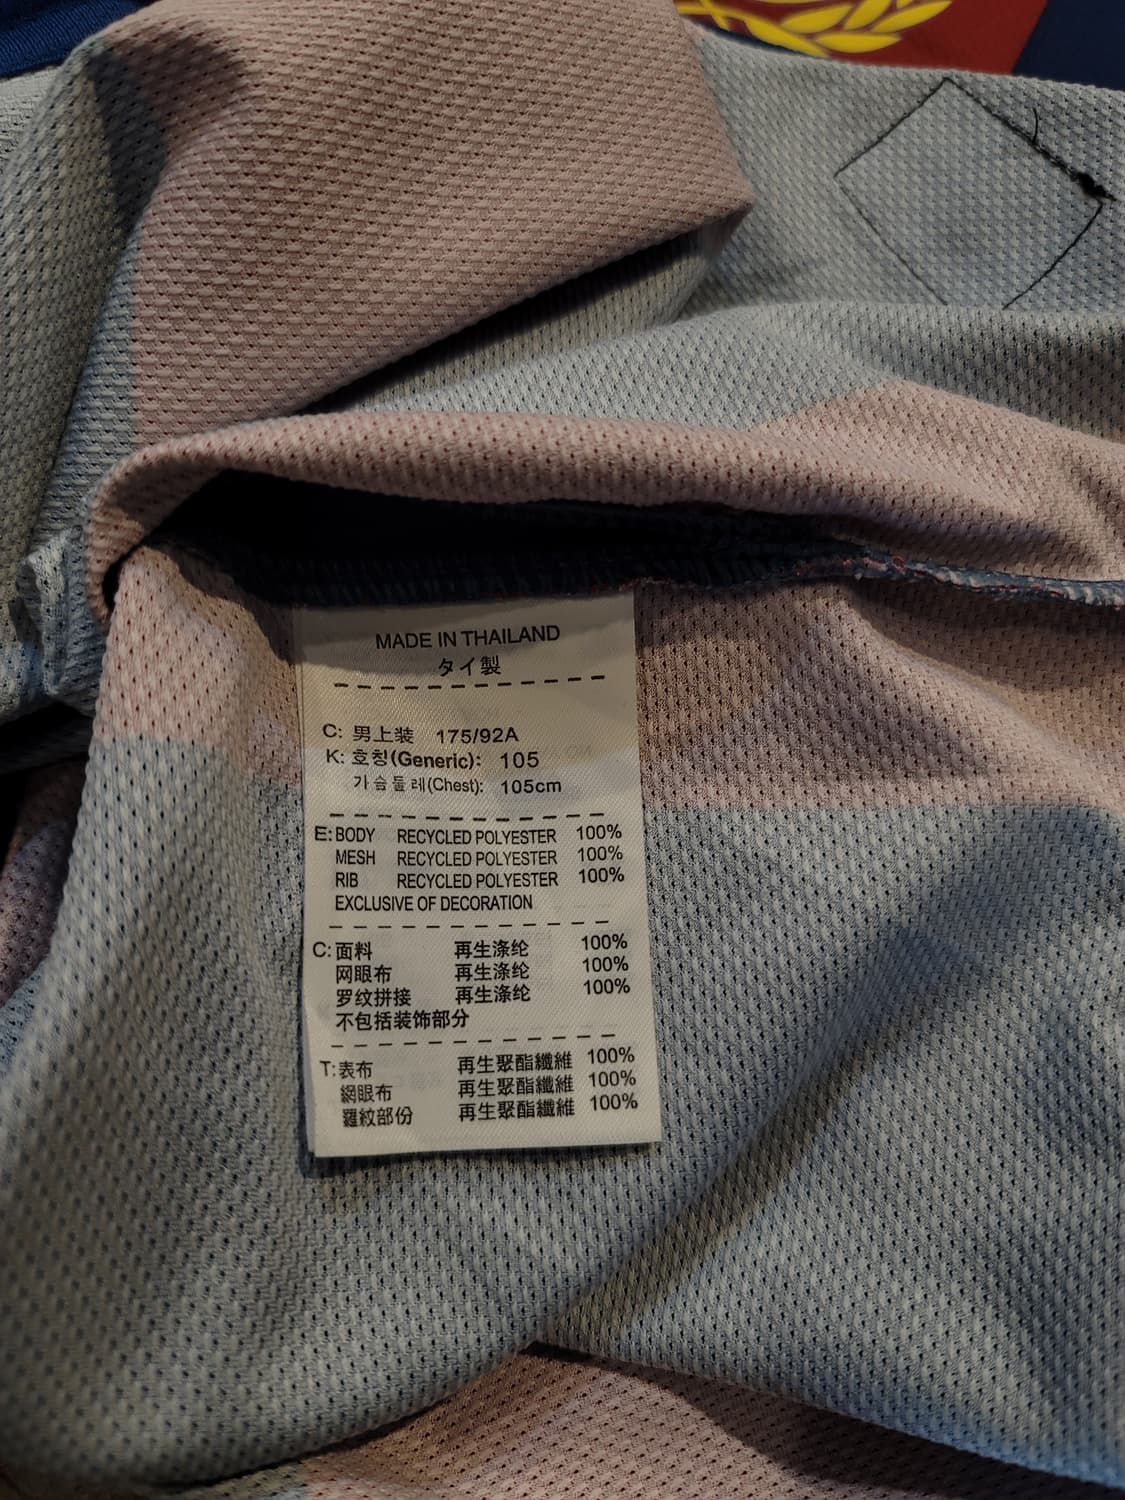 MADE IN THAILAND
タイ製
C: 男上装 175/92A
K: 호칭(Generic): 105
가슴둘레(Chest): 105cm
E: BODY RECYCLED POLYESTER 100%
MESH RECYCLED POLYESTER 100%
RIB RECYCLED POLYESTER 100%
EXCLUSIVE OF DECORATION
C: 面料 再生涤纶 100%
网眼布 再生涤纶 100%
罗纹拼接 再生涤纶 100%
不包括装饰部分
T: 表布 再生聚酯纖維 100%
網眼布 再生聚酯纖維 100%
羅紋部份 再生聚酯纖維 100%